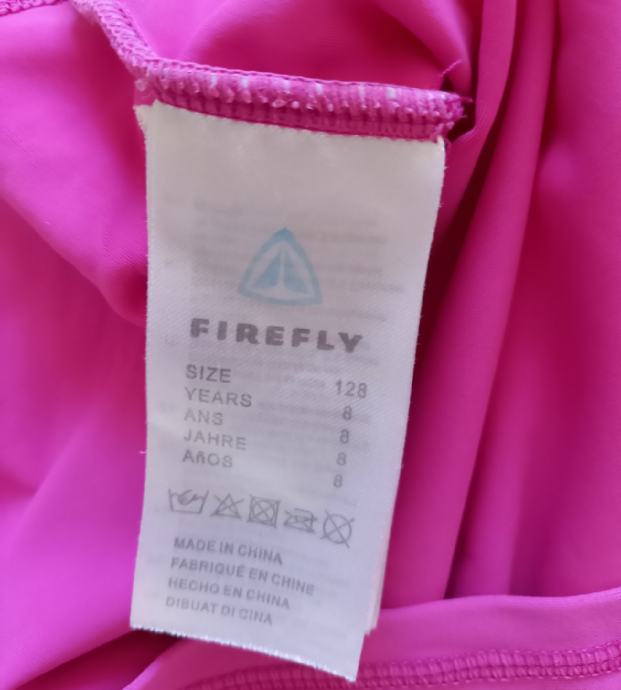 FIREFLY
SIZE 128
YEARS 8
ANS 8
JAHRE 8
AñOS 8
MADE IN CHINA
FABRIQUÉ EN CHINE
HECHO EN CHINA
DIBUAT DI CINA